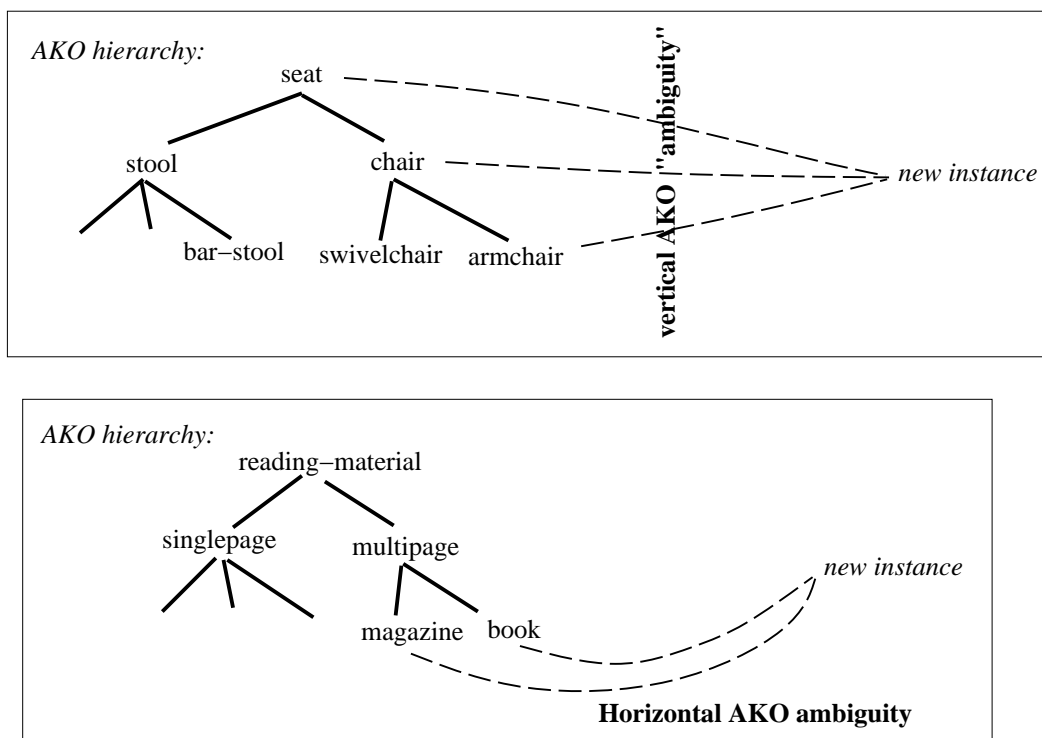 AKO hierarchy:
seat
stool
chair
new instance
bar−stool
swivelchair
armchair
vertical AKO "ambiguity"
AKO hierarchy:
reading−material
singlepage
multipage
new instance
magazine
book
Horizontal AKO ambiguity